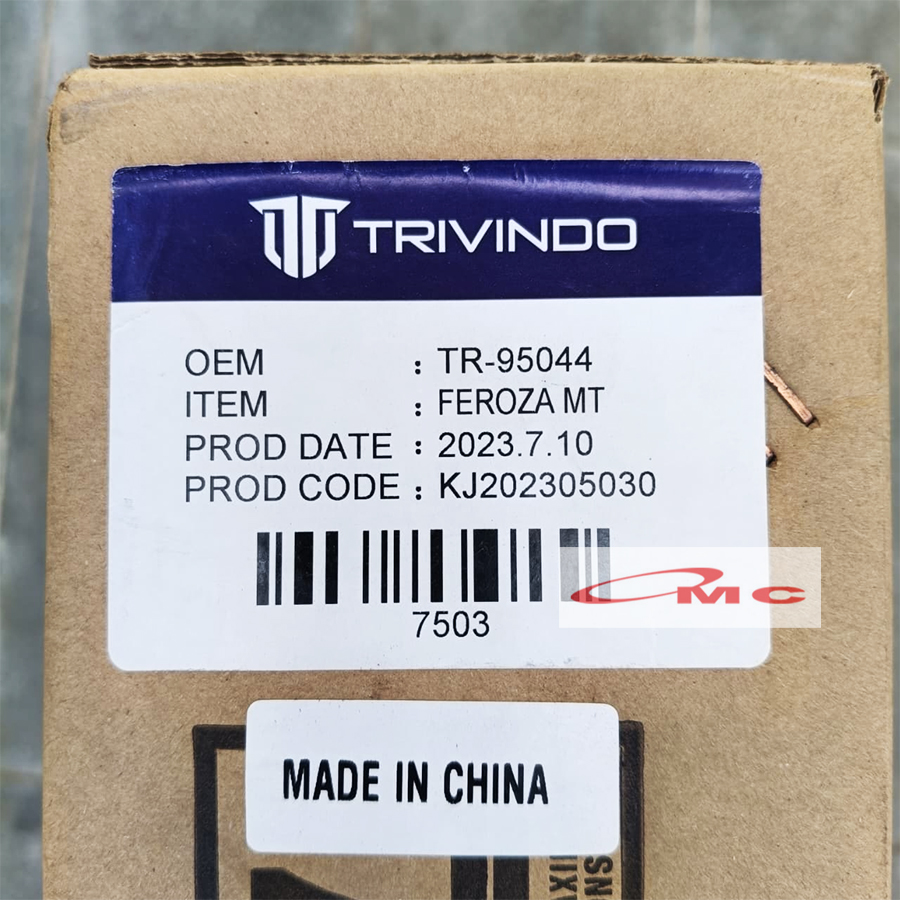 TRIVINDO
OEM : TR-95044
ITEM : FEROZA MT
PROD DATE : 2023.7.10
PROD CODE : KJ202305030
7503
MC
MADE IN CHINA